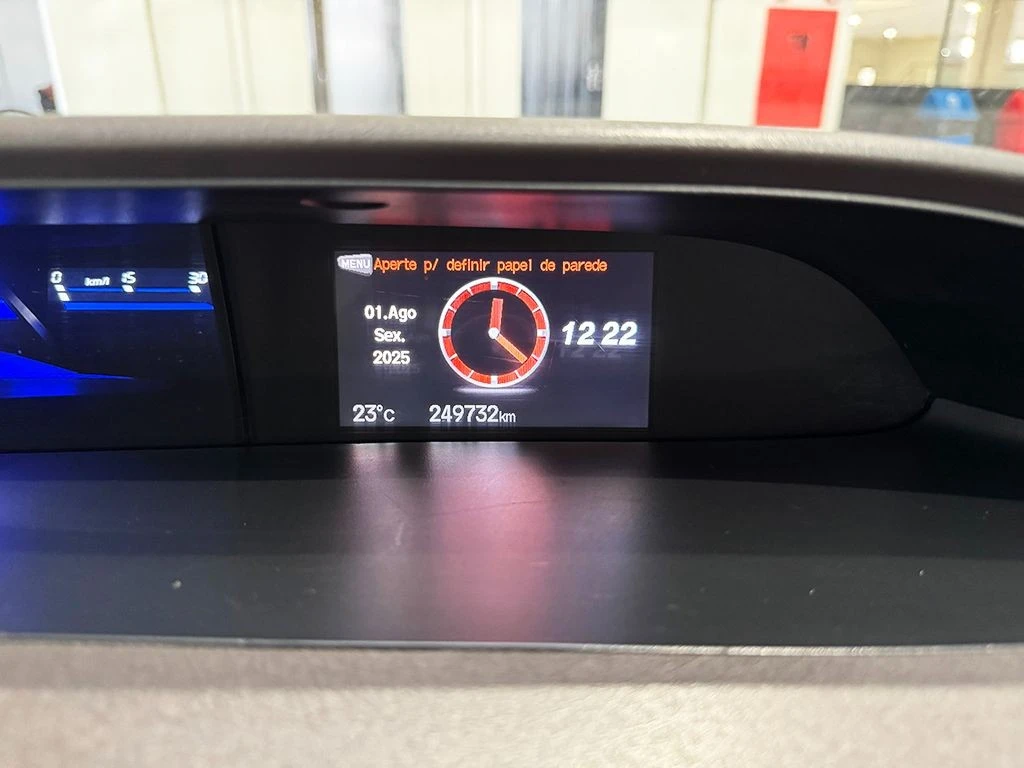 MENU Aperte p/ definir papel de parede
0 km/l 15 30
01.Ago
Sex.
2025
12 22
23°C 249732km